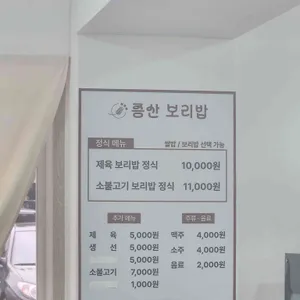 콩안 보리밥
정식 메뉴 쌀밥 / 보리밥 선택 가능
제육 보리밥 정식 10,000원
소불고기 보리밥 정식 11,000원
추가 메뉴
제 육 5,000원
생 선 5,000원
5,000원
소불고기 7,000원
1,000원
주류 · 음료
맥주 4,000원
소주 4,000원
음료 2,000원